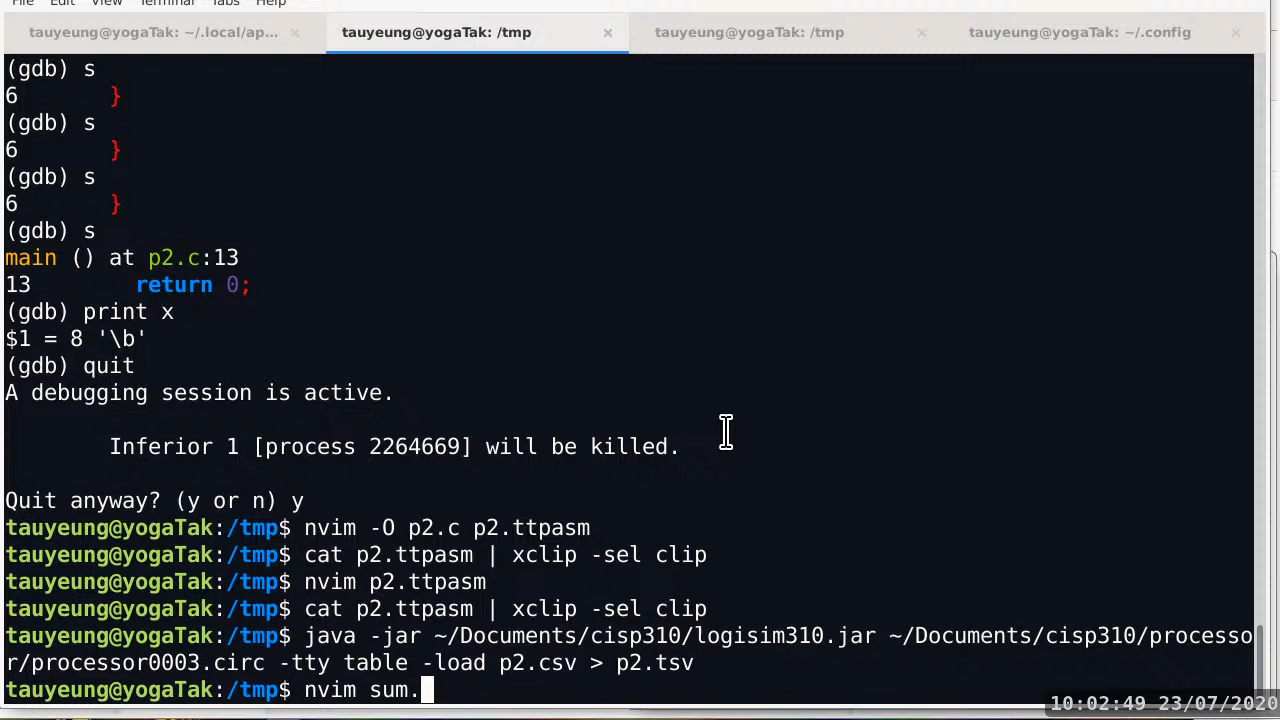 File Edit View Terminal Tabs Help
tauyeung@yogaTak: ~/.local/ap... × tauyeung@yogaTak: /tmp × tauyeung@yogaTak: /tmp × tauyeung@yogaTak: ~/.config ×
(gdb) s
6 }
(gdb) s
6 }
(gdb) s
6 }
(gdb) s
main () at p2.c:13
13 return 0;
(gdb) print x
$1 = 8 '\b'
(gdb) quit
A debugging session is active.
Inferior 1 [process 2264669] will be killed.
Quit anyway? (y or n) y
tauyeung@yogaTak:/tmp$ nvim -O p2.c p2.ttpasm
tauyeung@yogaTak:/tmp$ cat p2.ttpasm | xclip -sel clip
tauyeung@yogaTak:/tmp$ nvim p2.ttpasm
tauyeung@yogaTak:/tmp$ cat p2.ttpasm | xclip -sel clip
tauyeung@yogaTak:/tmp$ java -jar ~/Documents/cisp310/logisim310.jar ~/Documents/cisp310/processo
r/processor0003.circ -tty table -load p2.csv > p2.tsv
tauyeung@yogaTak:/tmp$ nvim sum.
10:02:49 23/07/2020